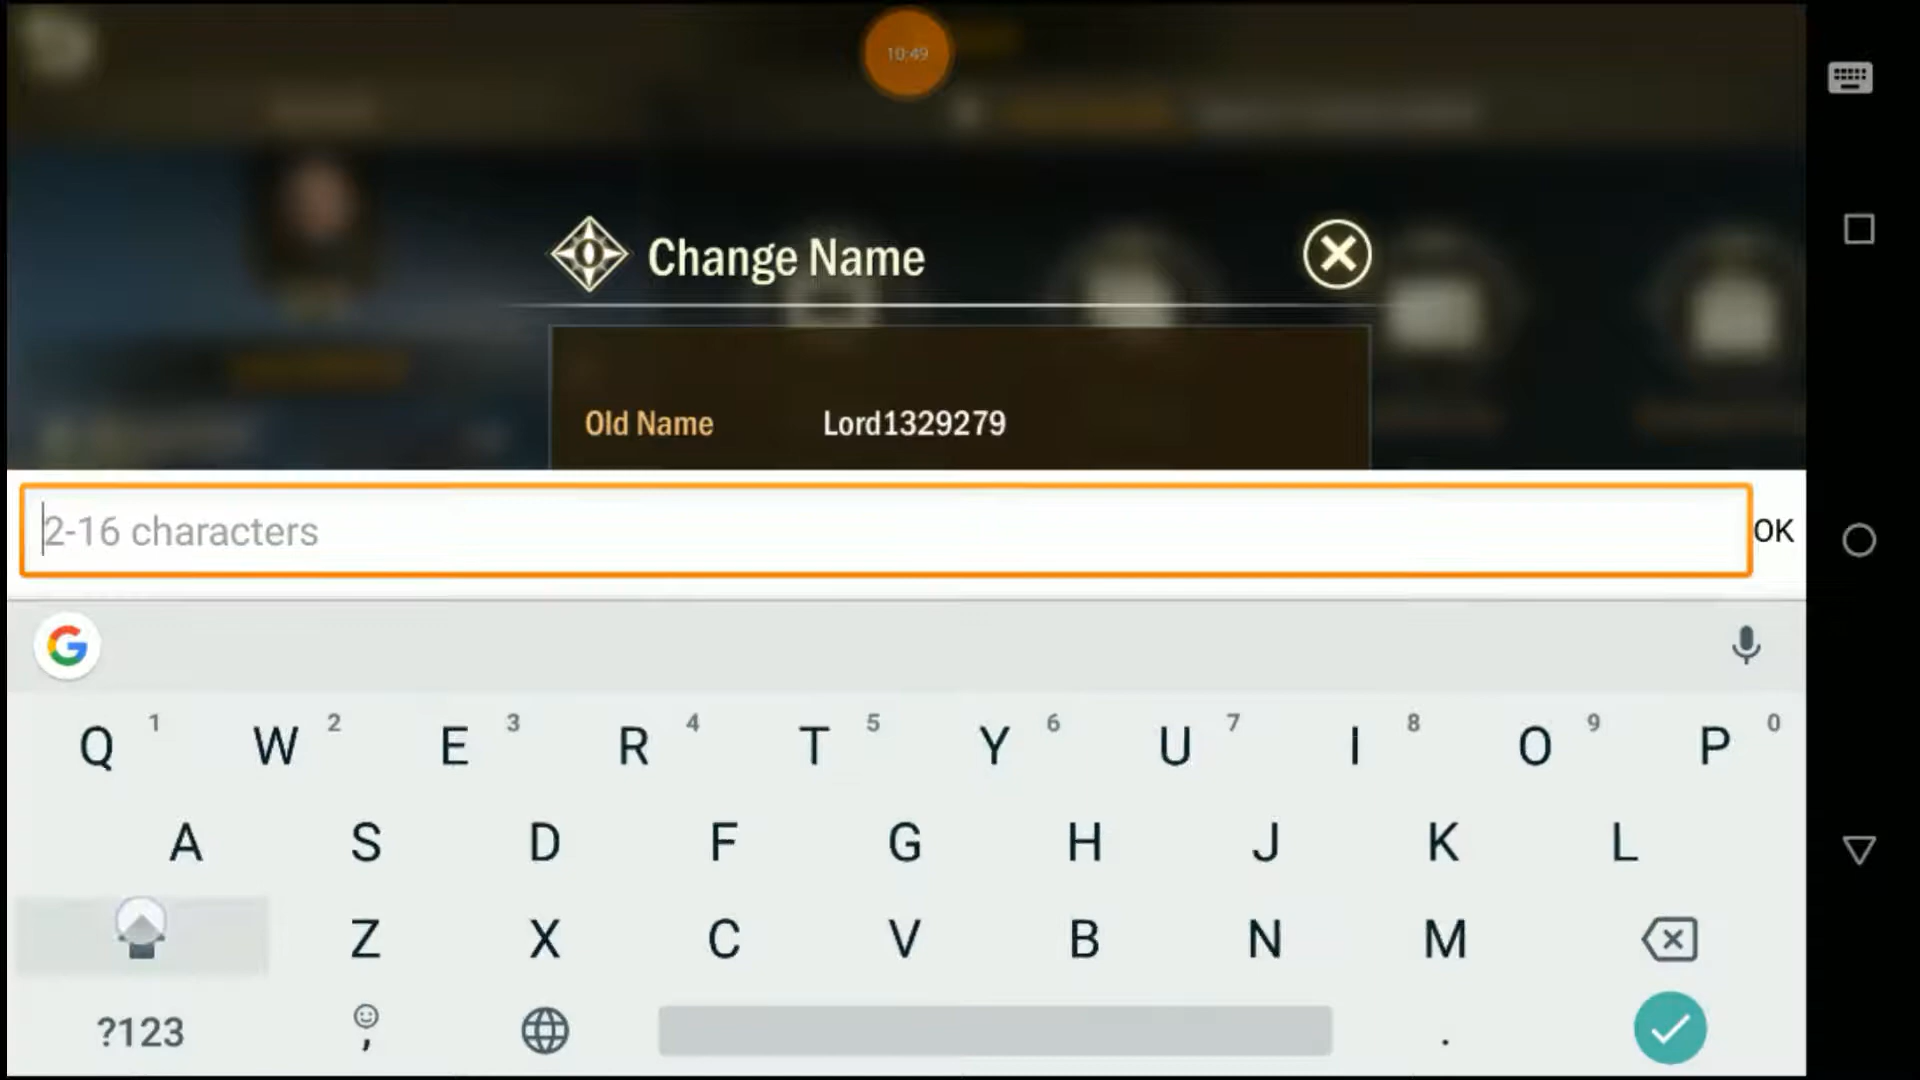 10:49
Change Name
Old Name Lord1329279
2-16 characters OK
G
Q 1 W 2 E 3 R 4 T 5 Y 6 U 7 I 8 O 9 P 0
A S D F G H J K L
Z X C V B N M
?123 , .